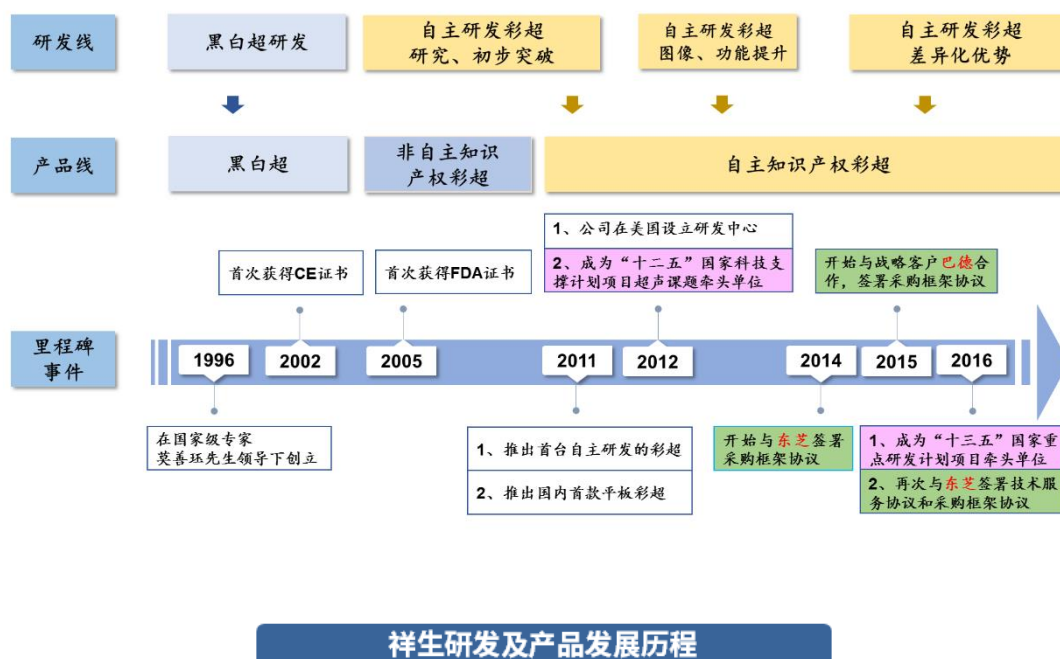 研发线
黑白超研发
自主研发彩超
研究、初步突破
自主研发彩超
图像、功能提升
自主研发彩超
差异化优势
产品线
黑白超
非自主知识
产权彩超
自主知识产权彩超
1、公司在美国设立研发中心
2、成为“十二五”国家科技支
撑计划项目超声课题牵头单位
首次获得CE证书
首次获得FDA证书
开始与战略客户巴德合
作，签署采购框架协议
里程碑
事件
1996
2002
2005
2011
2012
2014
2015
2016
在国家级专家
莫善珏先生领导下创立
1、推出首台自主研发的彩超
2、推出国内首款平板彩超
开始与东芝签署
采购框架协议
1、成为“十三五”国家重
点研发计划项目牵头单位
2、再次与东芝签署技术服
务协议和采购框架协议
祥生研发及产品发展历程